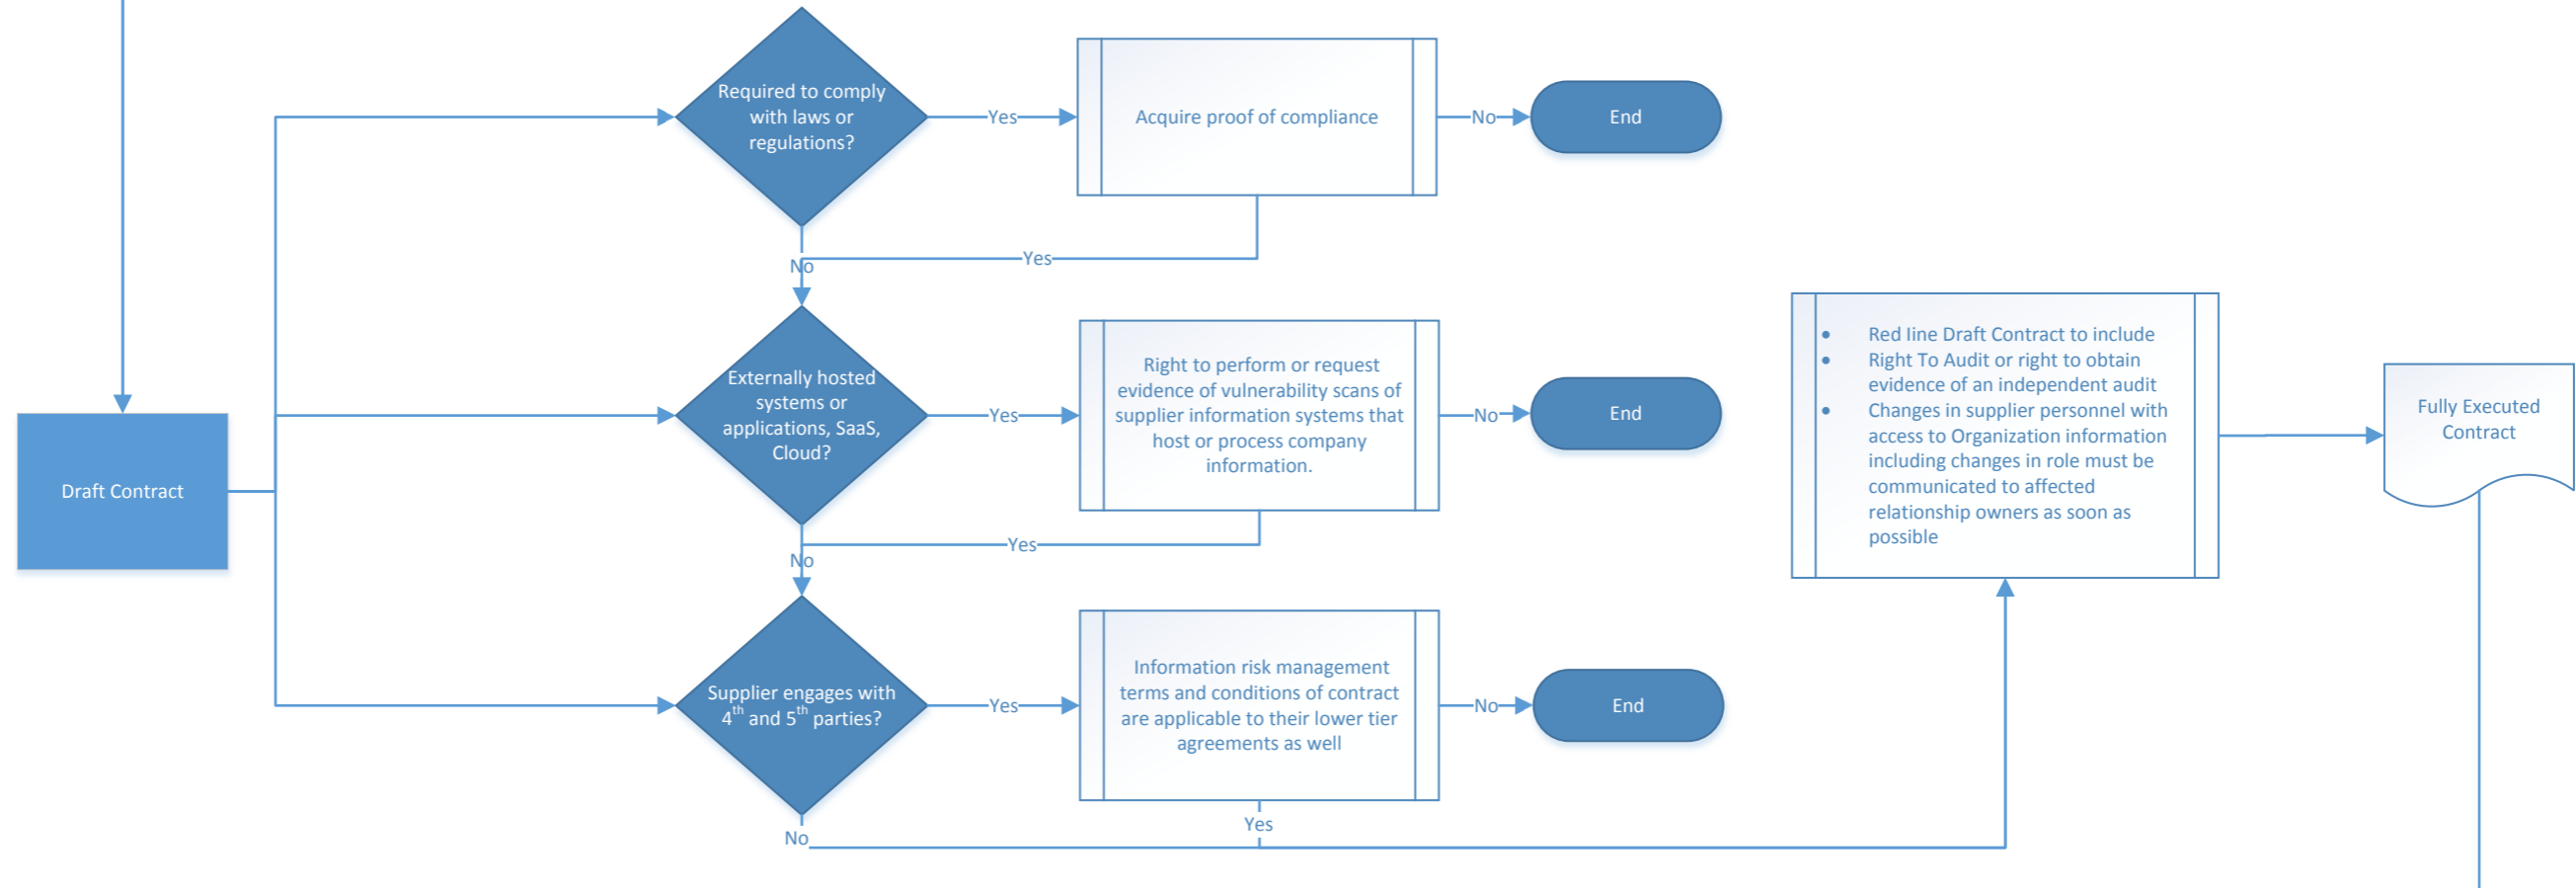 Required to comply
with laws or
regulations?
Yes
Acquire proof of compliance
No
End
No
Yes
Draft Contract
Externally hosted
systems or
applications, SaaS,
Cloud?
Yes
Right to perform or request
evidence of vulnerability scans of
supplier information systems that
host or process company
information.
No
End
No
Yes
Supplier engages with
4th and 5th parties?
Yes
Information risk management
terms and conditions of contract
are applicable to their lower tier
agreements as well
No
End
No
Yes
• Red line Draft Contract to include
• Right To Audit or right to obtain
evidence of an independent audit
• Changes in supplier personnel with
access to Organization information
including changes in role must be
communicated to affected
relationship owners as soon as
possible
Fully Executed
Contract